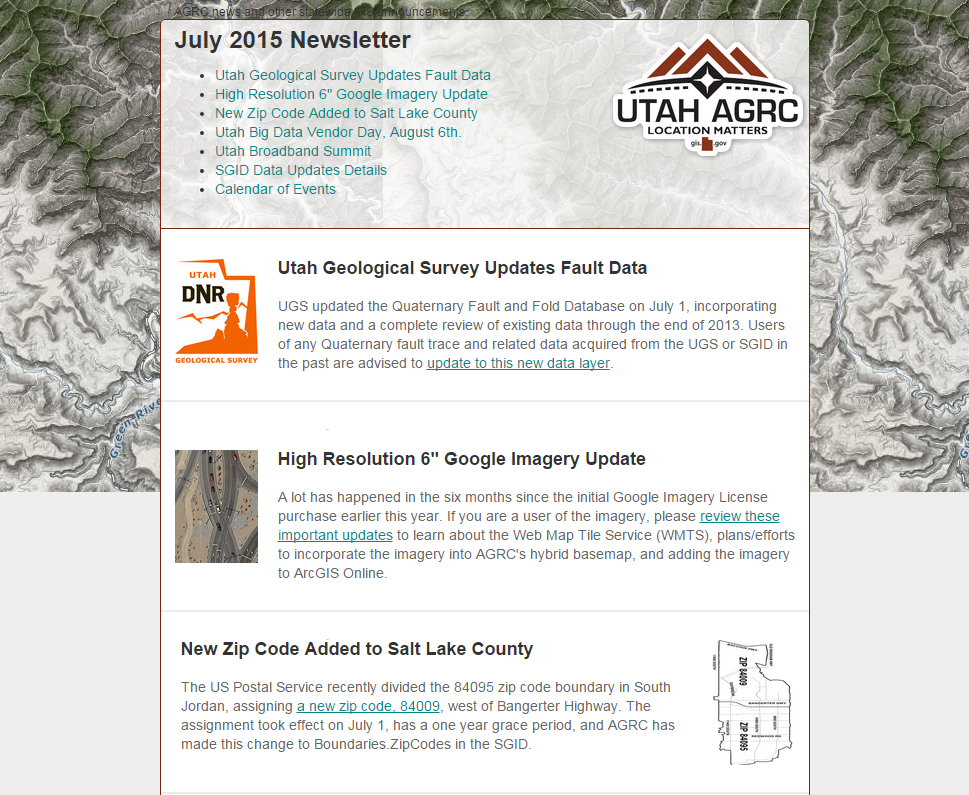 AGRC news and other statewide GIS announcements.
July 2015 Newsletter
Utah Geological Survey Updates Fault Data
High Resolution 6" Google Imagery Update
New Zip Code Added to Salt Lake County
Utah Big Data Vendor Day, August 6th.
Utah Broadband Summit
SGID Data Updates Details
Calendar of Events
UTAH AGRC
LOCATION MATTERS
gis. .gov
UTAH
DNR
GEOLOGICAL SURVEY
Utah Geological Survey Updates Fault Data
UGS updated the Quaternary Fault and Fold Database on July 1, incorporating
new data and a complete review of existing data through the end of 2013. Users
of any Quaternary fault trace and related data acquired from the UGS or SGID in
the past are advised to update to this new data layer.
Green River
High Resolution 6" Google Imagery Update
A lot has happened in the six months since the initial Google Imagery License
purchase earlier this year. If you are a user of the imagery, please review these
important updates to learn about the Web Map Tile Service (WMTS), plans/efforts
to incorporate the imagery into AGRC's hybrid basemap, and adding the imagery
to ArcGIS Online.
New Zip Code Added to Salt Lake County
The US Postal Service recently divided the 84095 zip code boundary in South
Jordan, assigning a new zip code, 84009, west of Bangerter Highway. The
assignment took effect on July 1, has a one year grace period, and AGRC has
made this change to Boundaries.ZipCodes in the SGID.
ZIP 84009
BANGERTER HWY
REDWOOD RD
ZIP 84095